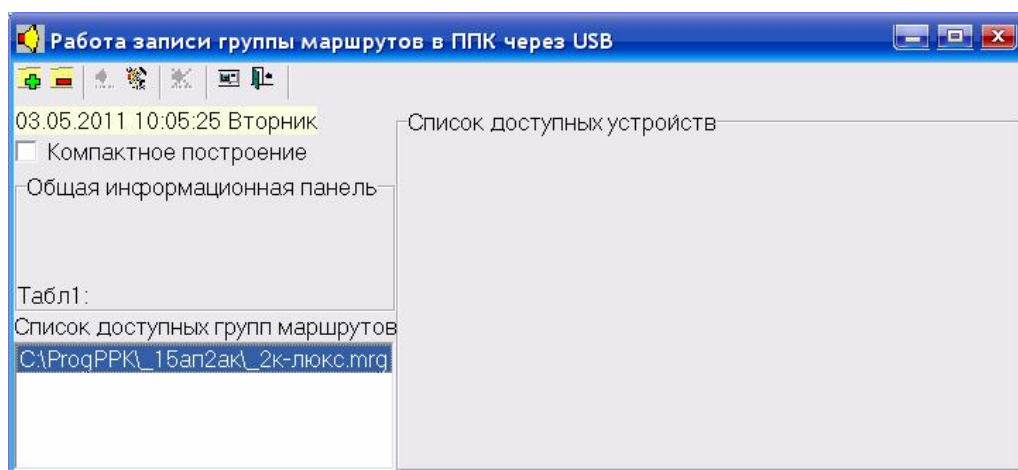 Работа записи группы маршрутов в ППК через USB
03.05.2011 10:05:25 Вторник
Компактное построение
Общая информационная панель
Табл1:
Список доступных групп маршрутов
C:\ProgPPK\_15ап2ак\_2к-люкс.mrg
Список доступных устройств